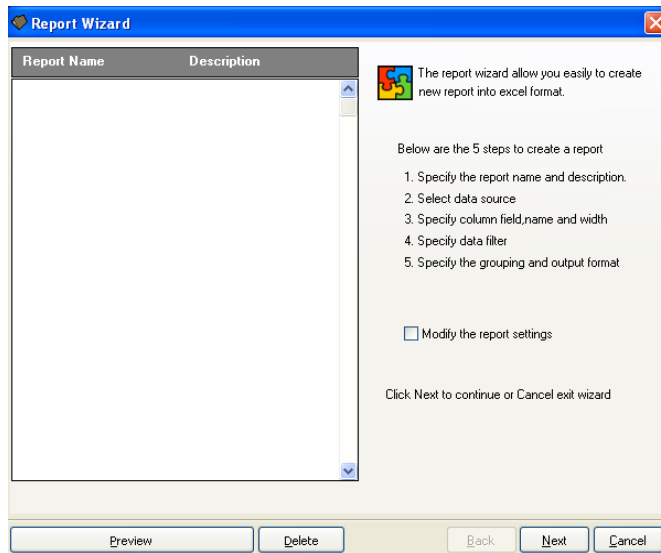 Report Wizard
Report Name Description
The report wizard allow you easily to create
new report into excel format.
Below are the 5 steps to create a report
1. Specify the report name and description.
2. Select data source
3. Specify column field,name and width
4. Specify data filter
5. Specify the grouping and output format
Modify the report settings
Click Next to continue or Cancel exit wizard
Preview Delete Back Next Cancel